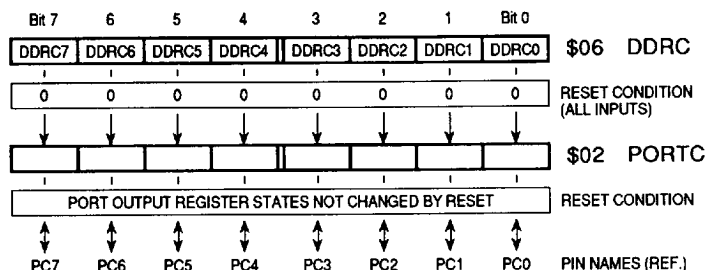 Bit 7 6 5 4 3 2 1 Bit 0
DDRC7 DDRC6 DDRC5 DDRC4 DDRC3 DDRC2 DDRC1 DDRC0 $06 DDRC
0 0 0 0 0 0 0 0 RESET CONDITION
(ALL INPUTS)
$02 PORTC
PORT OUTPUT REGISTER STATES NOT CHANGED BY RESET RESET CONDITION
PC7 PC6 PC5 PC4 PC3 PC2 PC1 PC0 PIN NAMES (REF.)